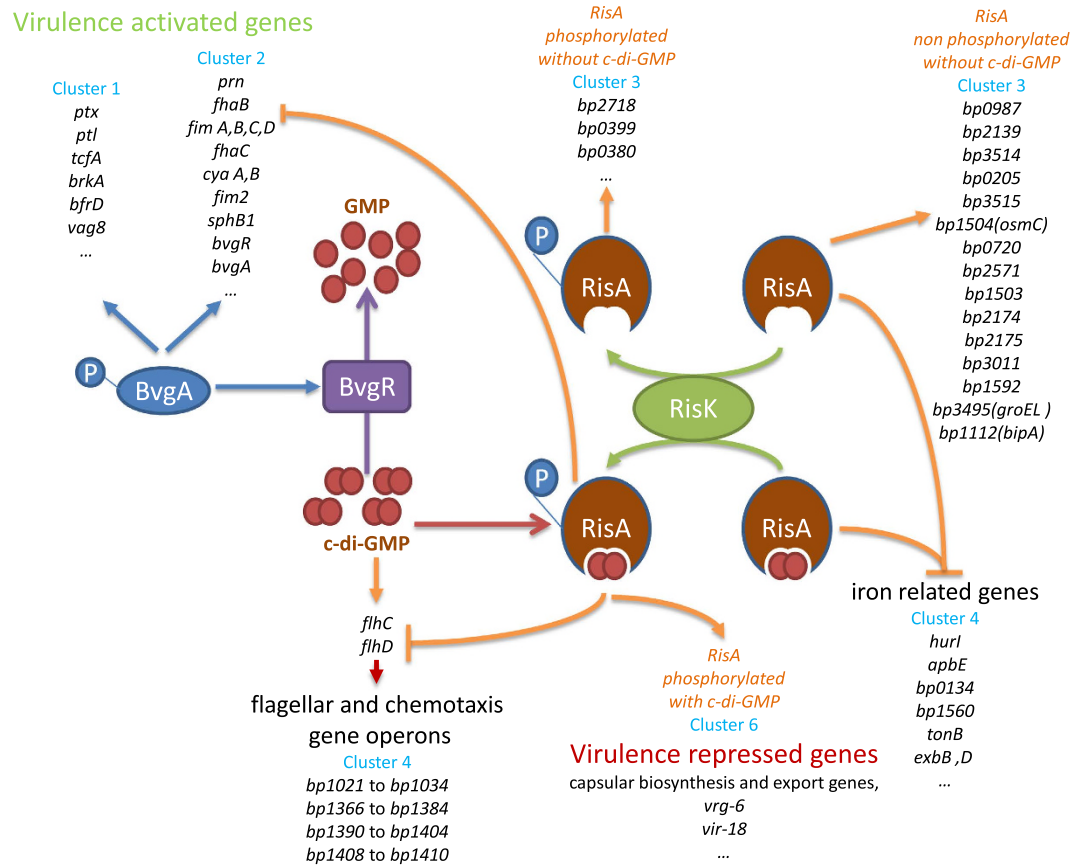 Virulence activated genes
Cluster 1
ptx
ptl
tcfA
brkA
bfrD
vag8
...
Cluster 2
prn
fhaB
fim A,B,C,D
fhaC
cya A,B
fim2
sphB1
bvgR
bvgA
...
RisA
phosphorylated
without c-di-GMP
Cluster 3
bp2718
bp0399
bp0380
...
RisA
non phosphorylated
without c-di-GMP
Cluster 3
bp0987
bp2139
bp3514
bp0205
bp3515
bp1504(osmC)
bp0720
bp2571
bp1503
bp2174
bp2175
bp3011
bp1592
bp3495(groEL )
bp1112(bipA)
GMP
P
RisA
RisA
P
BvgA
BvgR
RisK
c-di-GMP
P
RisA
RisA
flhC
flhD
flagellar and chemotaxis
gene operons
Cluster 4
bp1021 to bp1034
bp1366 to bp1384
bp1390 to bp1404
bp1408 to bp1410
RisA
phosphorylated
with c-di-GMP
Cluster 6
Virulence repressed genes
capsular biosynthesis and export genes,
vrg-6
vir-18
...
iron related genes
Cluster 4
hurI
apbE
bp0134
bp1560
tonB
exbB ,D
...